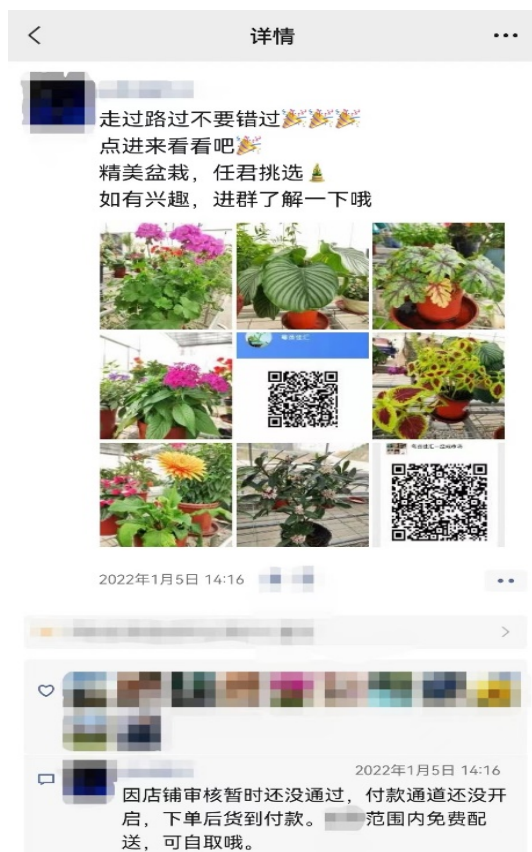 详情
走过路过不要错过🎉🎉🎉
点进来看看吧🎉
精美盆栽，任君挑选🎍
如有兴趣，进群了解一下哦
2022年1月5日 14:16
2022年1月5日 14:16
因店铺审核暂时还没通过，付款通道还没开
启，下单后货到付款。
范围内免费配
送，可自取哦。